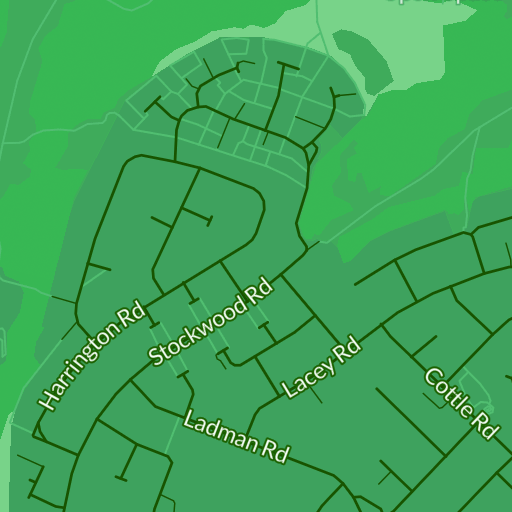 Harrington Rd
Stockwood Rd
Lacey Rd
Cottle Rd
Ladman Rd